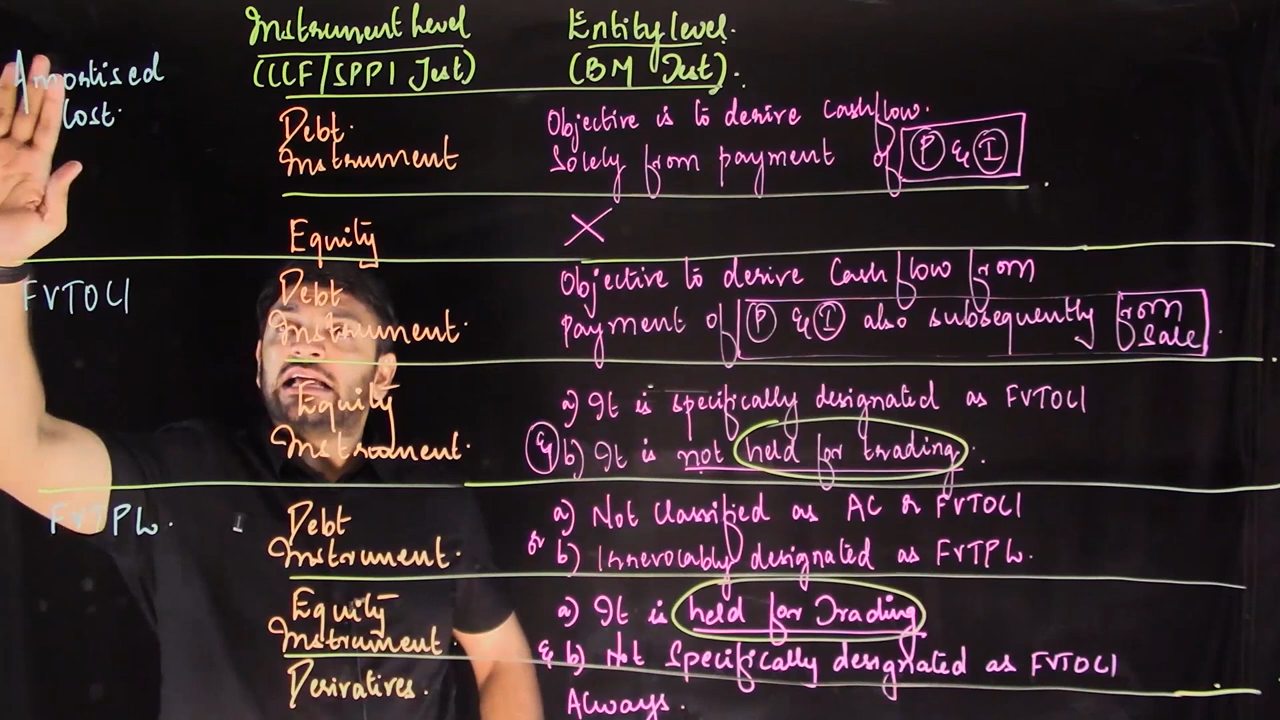 Instrument Level
Entity level.
(CCF/SPPI Test)
(BM Test).
Amortised
Cost.
Debt.
Instrument
Objective is to derive cashflow.
Solely from payment of P & I
Equity
X
FVTOCI
Debt
Instrument.
Objective to derive Cash flow from
payment of P & I also subsequently from
Sale.
Equity
Instrument.
a) It is specifically designated as FVTOCI
& b) It is not held for trading.
FVTPL.
Debt
Instrument.
a) Not Classified as AC or FVTOCI
or b) Irrevocably designated as FVTPL.
Equity
Instrument.
a) It is held for Trading
& b) Not Specifically designated as FVTOCI
Derivatives.
Always.